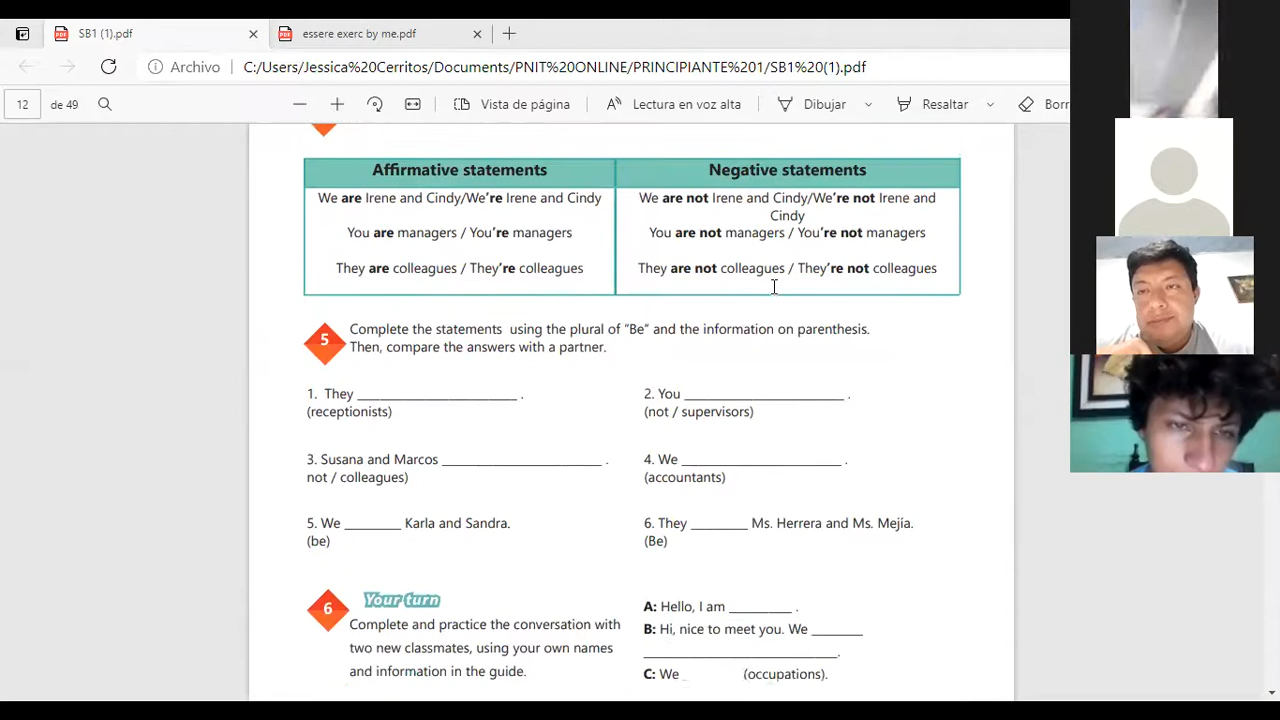 SB1 (1).pdf
essere exerc by me.pdf
Archivo
C:/Users/Jessica%20Cerritos/Documents/PNIT%20ONLINE/PRINCIPIANTE%201/SB1%20(1).pdf
12 de 49
Vista de página
Lectura en voz alta
Dibujar
Resaltar
Borr
Affirmative statements
We are Irene and Cindy/We're Irene and Cindy
You are managers / You're managers
They are colleagues / They're colleagues
Negative statements
We are not Irene and Cindy/We're not Irene and
Cindy
You are not managers / You're not managers
They are not colleagues / They're not colleagues
5
Complete the statements using the plural of “Be” and the information on parenthesis.
Then, compare the answers with a partner.
1. They ______________________ .
(receptionists)
2. You ______________________ .
(not / supervisors)
3. Susana and Marcos ______________________ .
not / colleagues)
4. We ______________________ .
(accountants)
5. We ________ Karla and Sandra.
(be)
6. They ________ Ms. Herrera and Ms. Mejía.
(Be)
6
Your turn
Complete and practice the conversation with
two new classmates, using your own names
and information in the guide.
A: Hello, I am _________ .
B: Hi, nice to meet you. We _______
___________________________.
C: We _ (occupations).